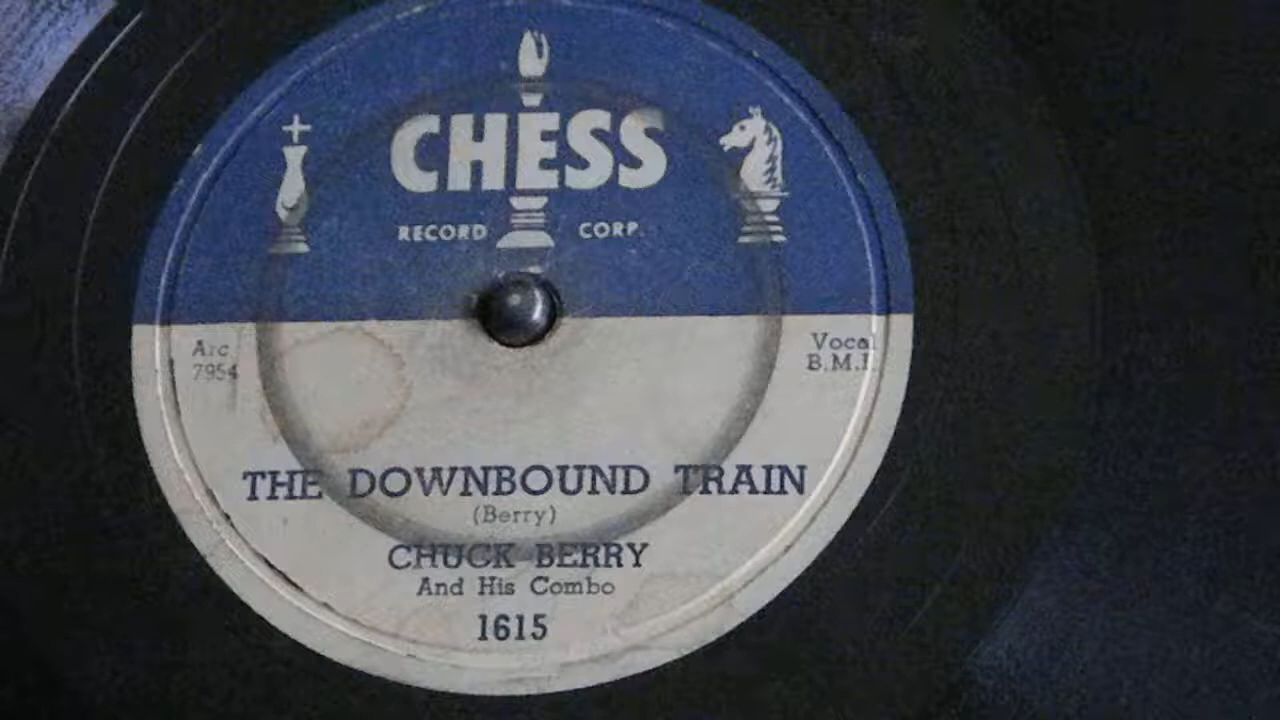 CHESS
RECORD CORP.
Arc
7954
Vocal
B.M.I.
THE DOWNBOUND TRAIN
(Berry)
CHUCK BERRY
And His Combo
1615